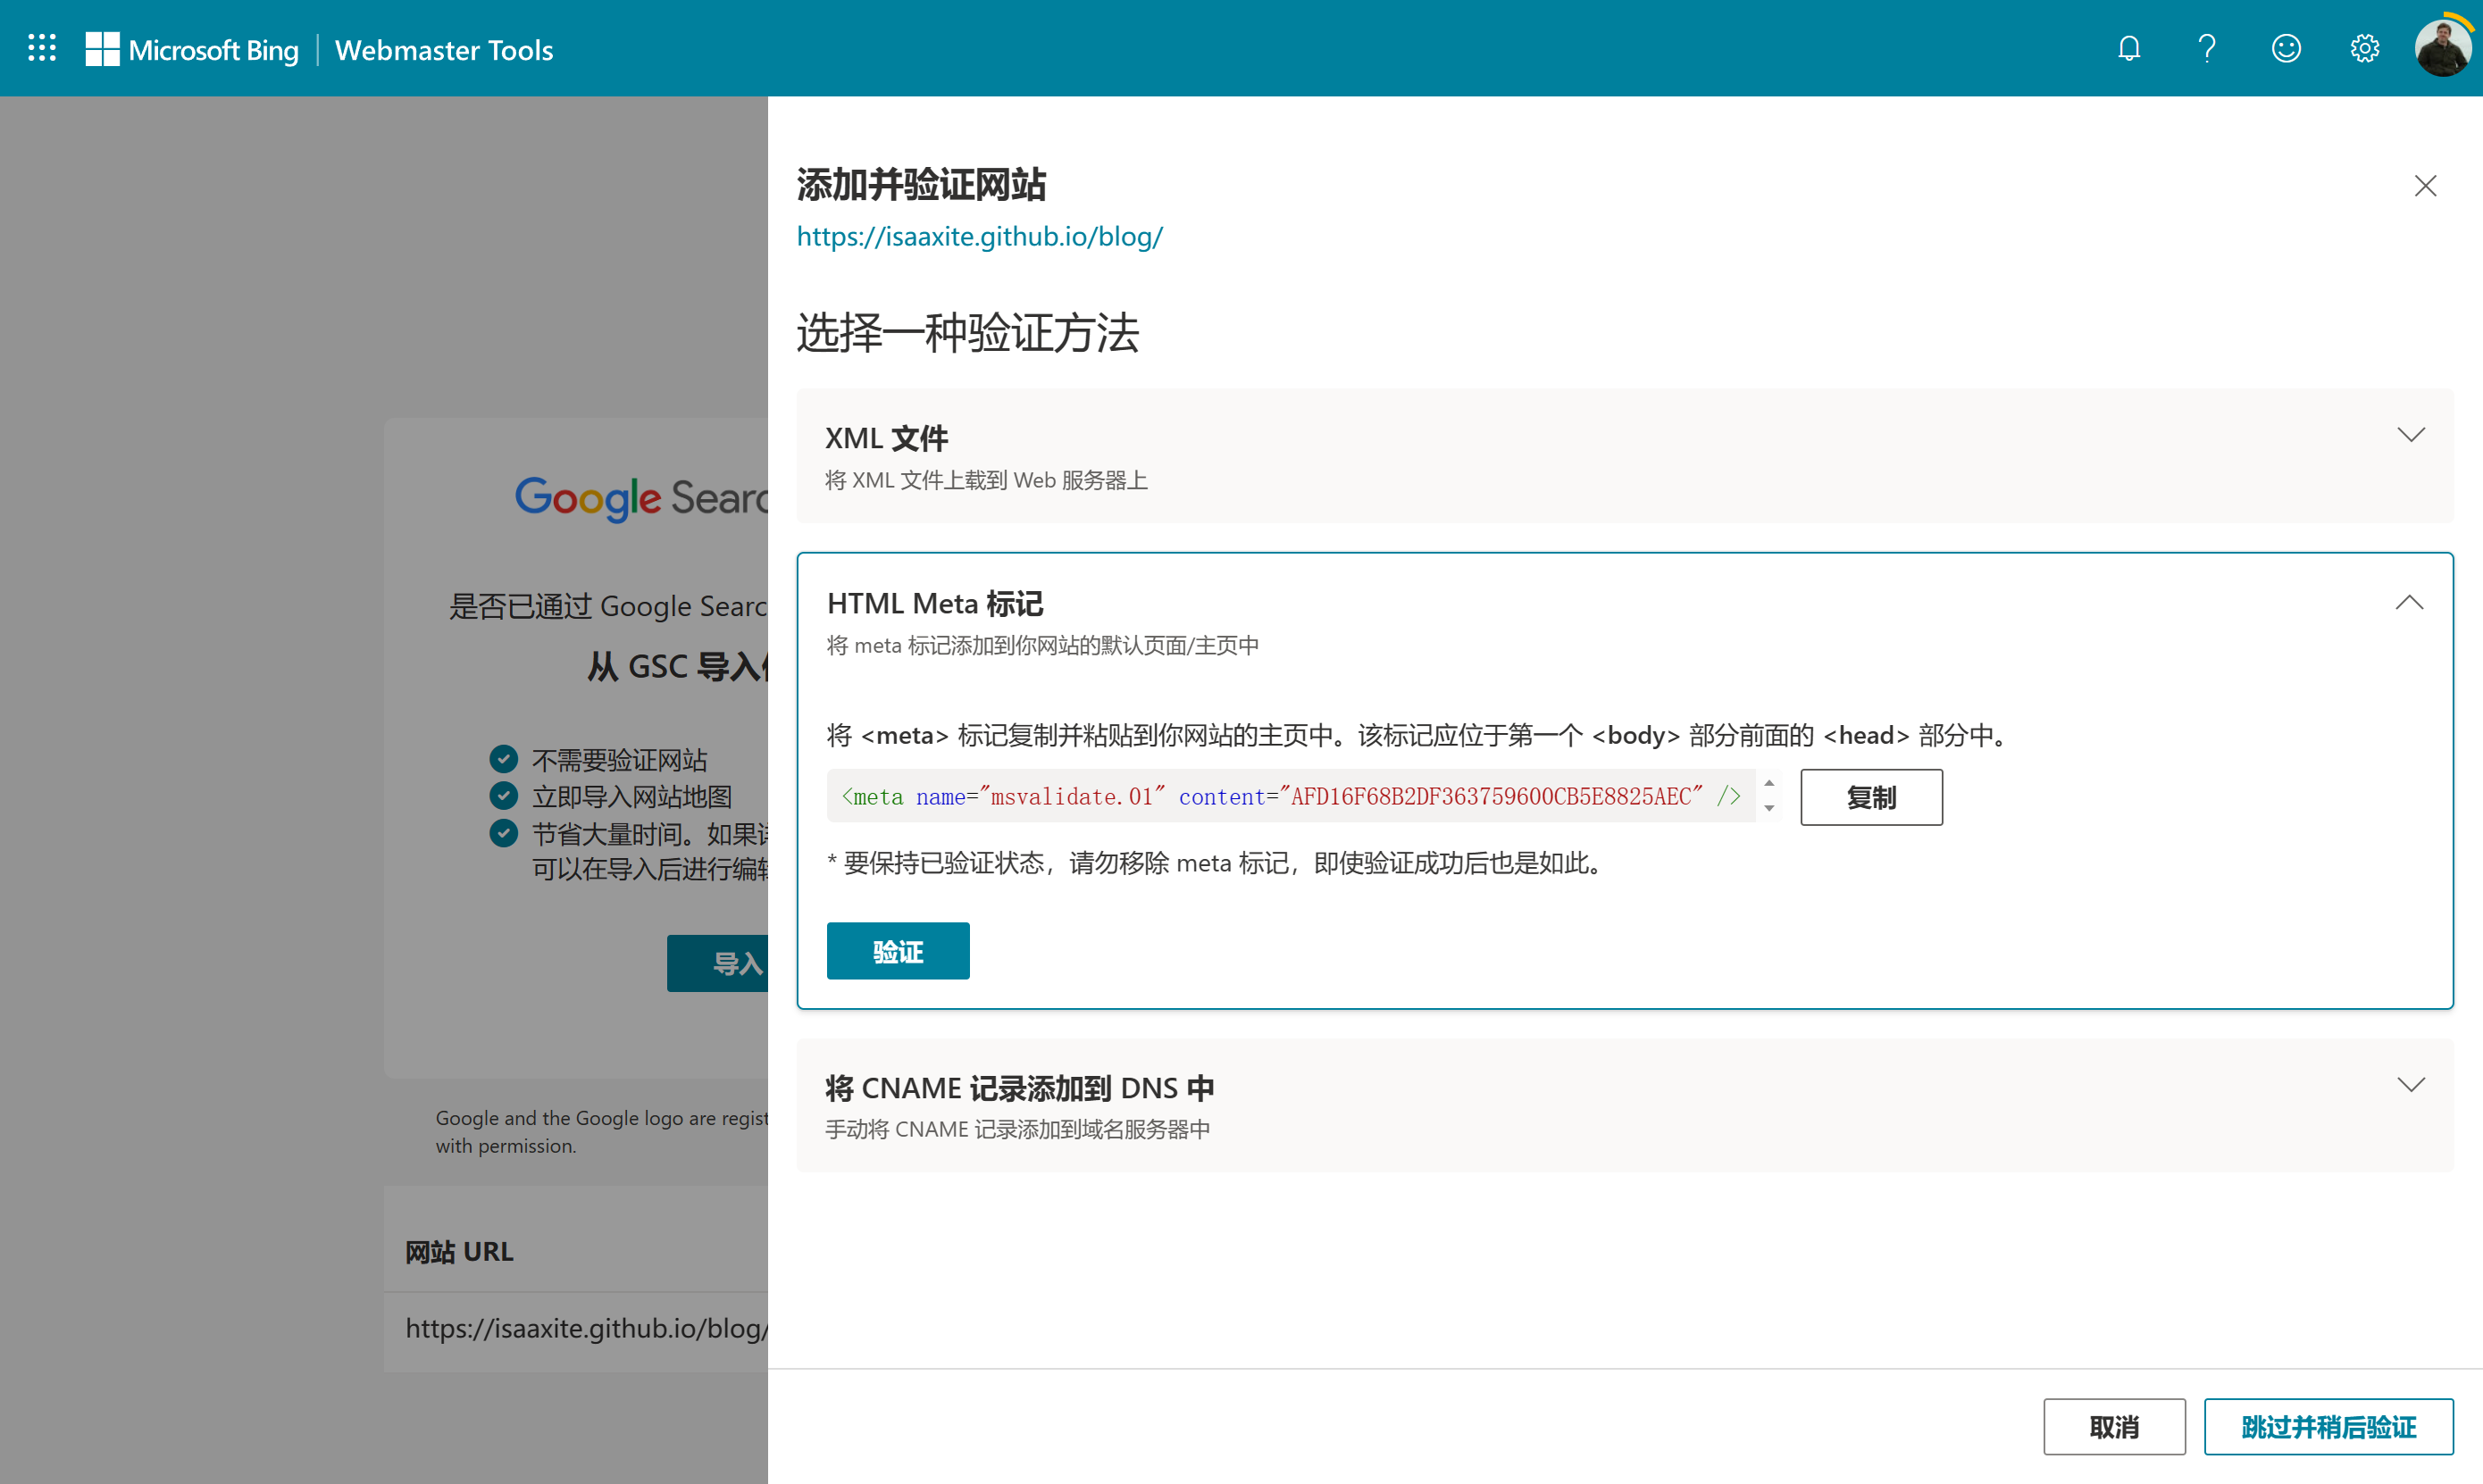 Microsoft Bing | Webmaster Tools
添加并验证网站
https://isaaxite.github.io/blog/
选择一种验证方法
XML 文件
将 XML 文件上载到 Web 服务器上
HTML Meta 标记
将 meta 标记添加到你网站的默认页面/主页中
将 <meta> 标记复制并粘贴到你网站的主页中。该标记应位于第一个 <body> 部分前面的 <head> 部分中。
<meta name="msvalidate.01" content="AFD16F68B2DF363759600CB5E8825AEC" />
复制
* 要保持已验证状态，请勿移除 meta 标记，即使验证成功后也是如此。
验证
将 CNAME 记录添加到 DNS 中
手动将 CNAME 记录添加到域名服务器中
取消
跳过并稍后验证
Google Searc
是否已通过 Google Searc
从 GSC 导入
不需要验证网站
立即导入网站地图
节省大量时间。如果
可以在导入后进行编辑
导入
Google and the Google logo are regist
with permission.
网站 URL
https://isaaxite.github.io/blog/